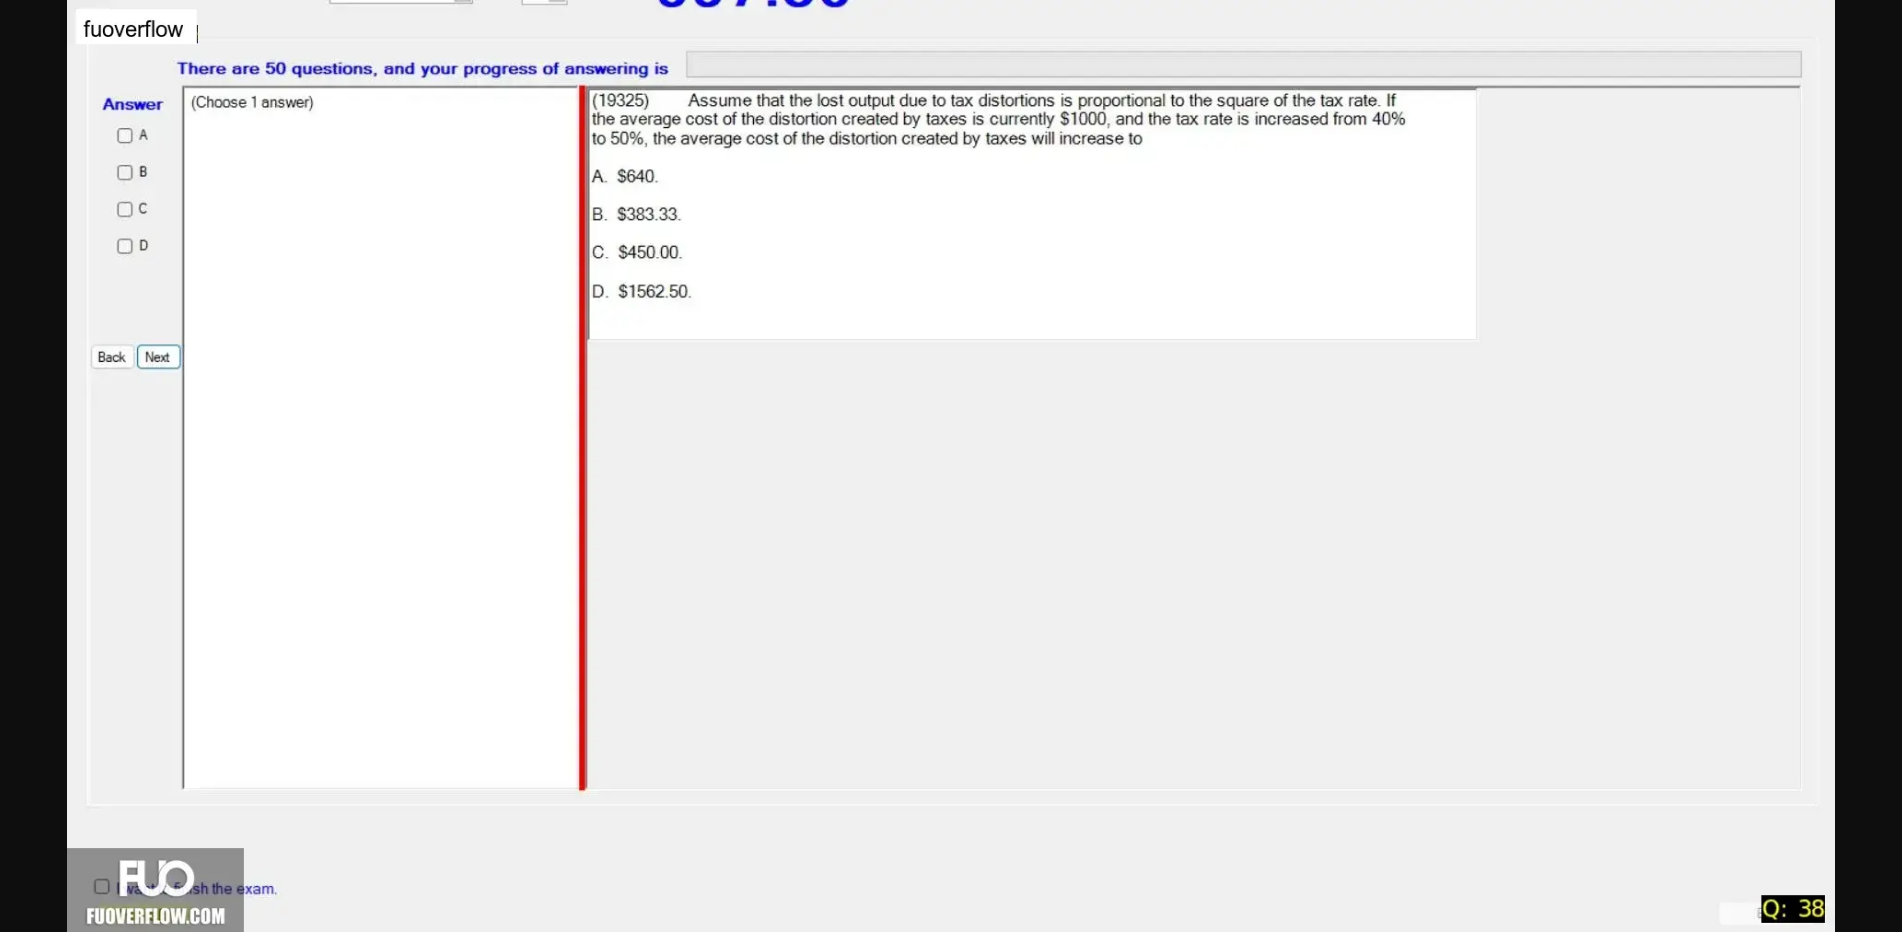 fuoverflow
There are 50 questions, and your progress of answering is
Answer
(Choose 1 answer)
A
B
C
D
Back
Next
(19325) Assume that the lost output due to tax distortions is proportional to the square of the tax rate. If
the average cost of the distortion created by taxes is currently $1000, and the tax rate is increased from 40%
to 50%, the average cost of the distortion created by taxes will increase to
A. $640.
B. $383.33.
C. $450.00.
D. $1562.50.
FUO
the exam.
FUOVERFLOW.COM
Q: 38